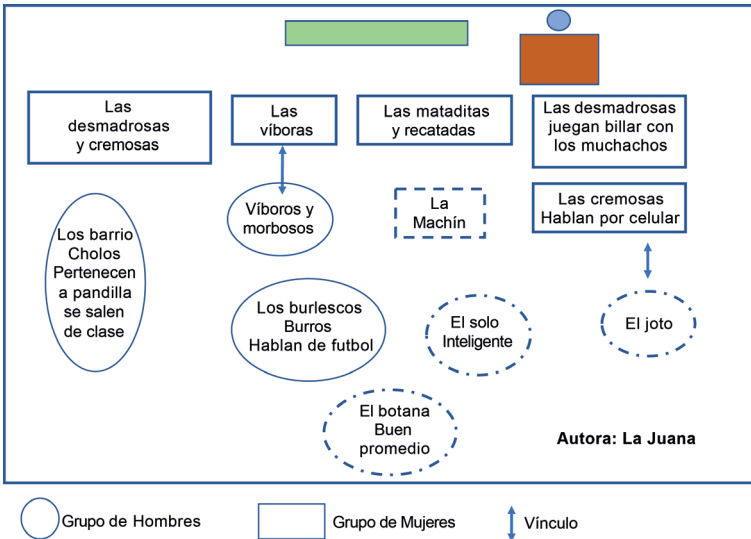 Las
desmadrosas
y cremosas
Las
víboras
Las mataditas
y recatadas
Las desmadrosas
juegan billar con
los muchachos
Víboros y
morbosos
La
Machín
Las cremosas
Hablan por celular
Los barrio
Cholos
Pertenecen
a pandilla
se salen
de clase
Los burlescos
Burros
Hablan de futbol
El solo
Inteligente
El joto
El botana
Buen
promedio
Autora: La Juana
Grupo de Hombres
Grupo de Mujeres
Vínculo